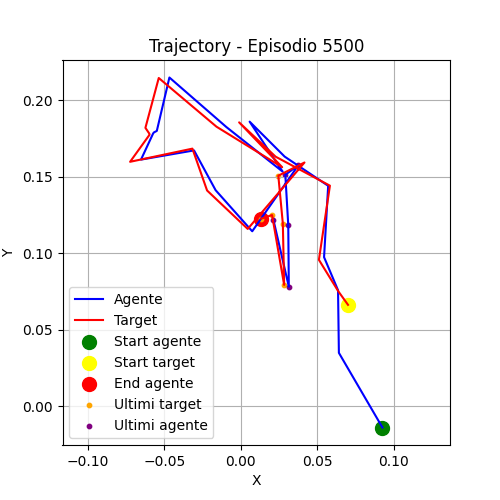 Trajectory - Episodio 5500
Y
0.20
0.15
0.10
0.05
0.00
Agente
Target
Start agente
Start target
End agente
Ultimi target
Ultimi agente
−0.10 −0.05 0.00 0.05 0.10
X